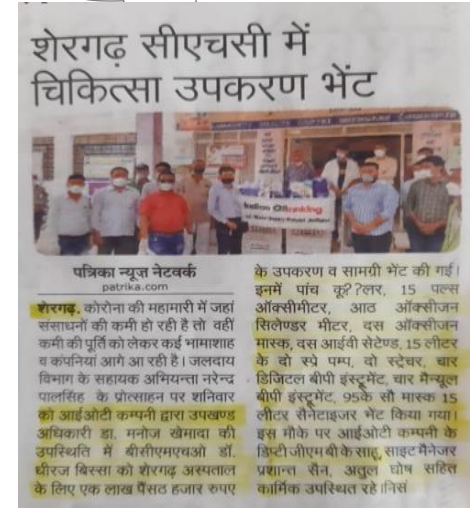 शेरगढ़ सीएचसी में
चिकित्सा उपकरण भेंट
पत्रिका न्यूज़ नेटवर्क
patrika.com
शेरगढ़. कोरोना की महामारी में जहां
संसाधनों की कमी हो रही है तो वहीं
कमी की पूर्ति को लेकर कई भामाशाह
व कंपनियां आगे आ रही है। जलदाय
विभाग के सहायक अभियन्ता नरेन्द्र
पालसिंह के प्रोत्साहन पर शनिवार
को आईओटी कम्पनी द्वारा उपखण्ड
अधिकारी डा. मनोज खेमादा की
उपस्थिति में बीसीएमएचओ डॉ.
धीरज बिस्सा को शेरगढ़ अस्पताल
के लिए एक लाख पैंसठ हजार रुपए
के उपकरण व सामग्री भेंट की गई।
इनमें पांच कू??लर, 15 पल्स
ऑक्सीमीटर, आठ ऑक्सीजन
सिलेण्डर मीटर, दस ऑक्सीजन
मास्क, दस आईवी सेटेण्ड, 15 लीटर
के दो स्प्रे पम्प, दो स्ट्रेचर, चार
डिजिटल बीपी इंस्ट्रूमेंट, चार मैन्यूल
बीपी इंस्ट्रूमेंट, 95के सौ मास्क 15
लीटर सैनेटाइजर भेंट किया गया।
इस मौके पर आईओटी कम्पनी के
डिप्टी जीएम बी के साहू, साइट मैनेजर
प्रशान्त सैन, अतुल घोष सहित
कार्मिक उपस्थित रहे।निसं
IndianOiltanking